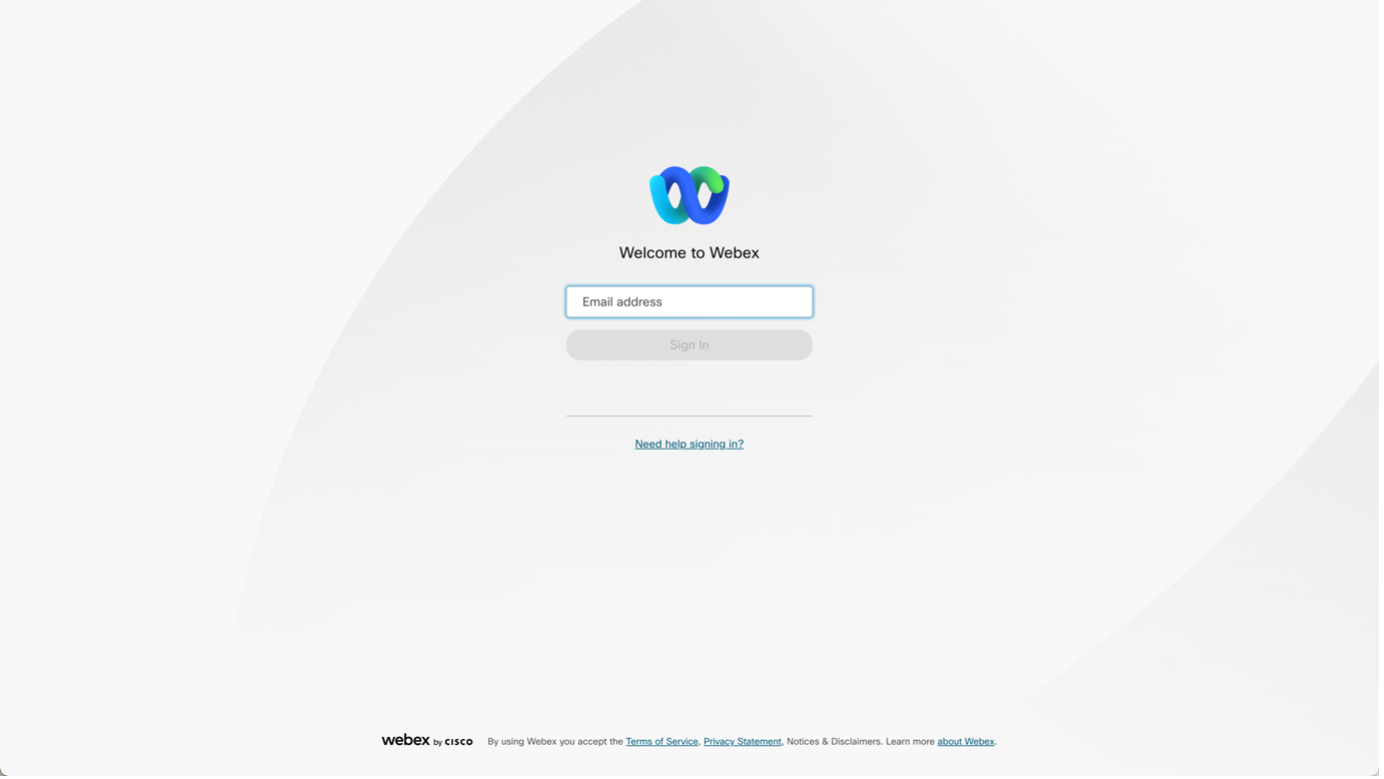 Welcome to Webex
Email address
Sign In
Need help signing in?
webex by CISCO By using Webex you accept the Terms of Service, Privacy Statement, Notices & Disclaimers. Learn more about Webex.